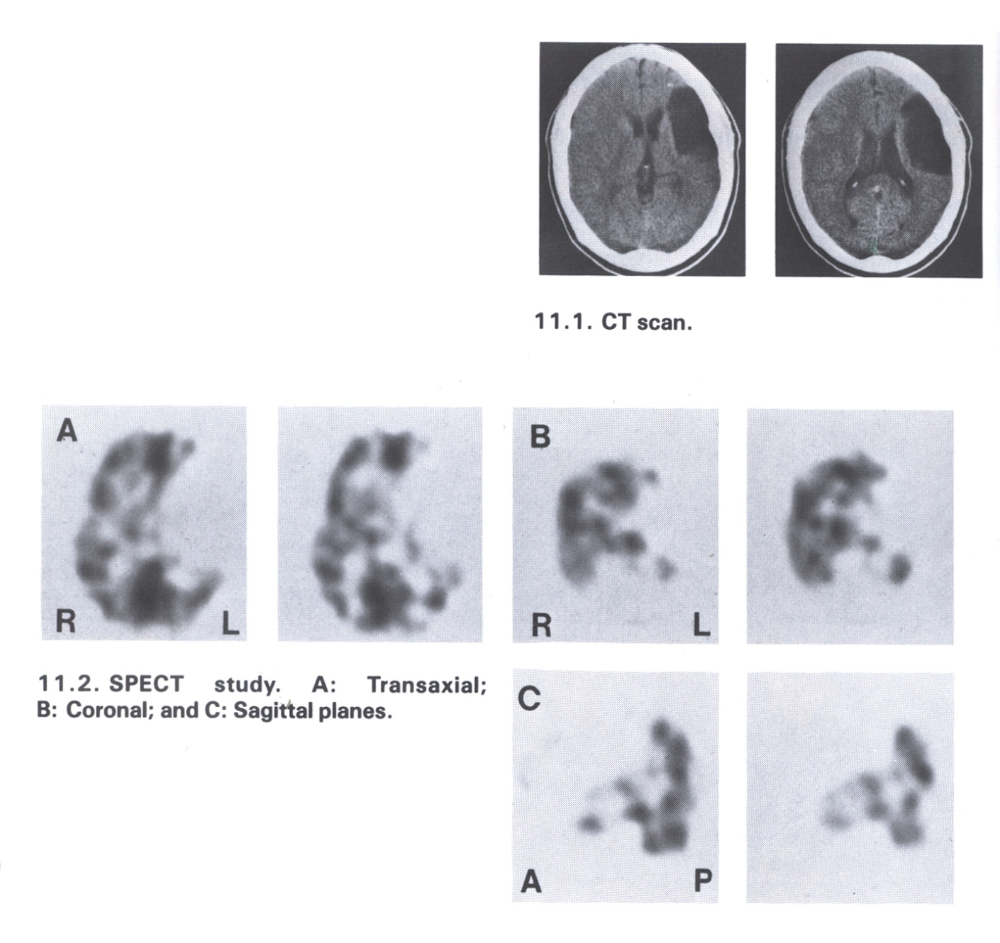 11.1. CT scan.
A
B
R L
R L
11.2. SPECT study. A: Transaxial;
B: Coronal; and C: Sagittal planes.
C
A P